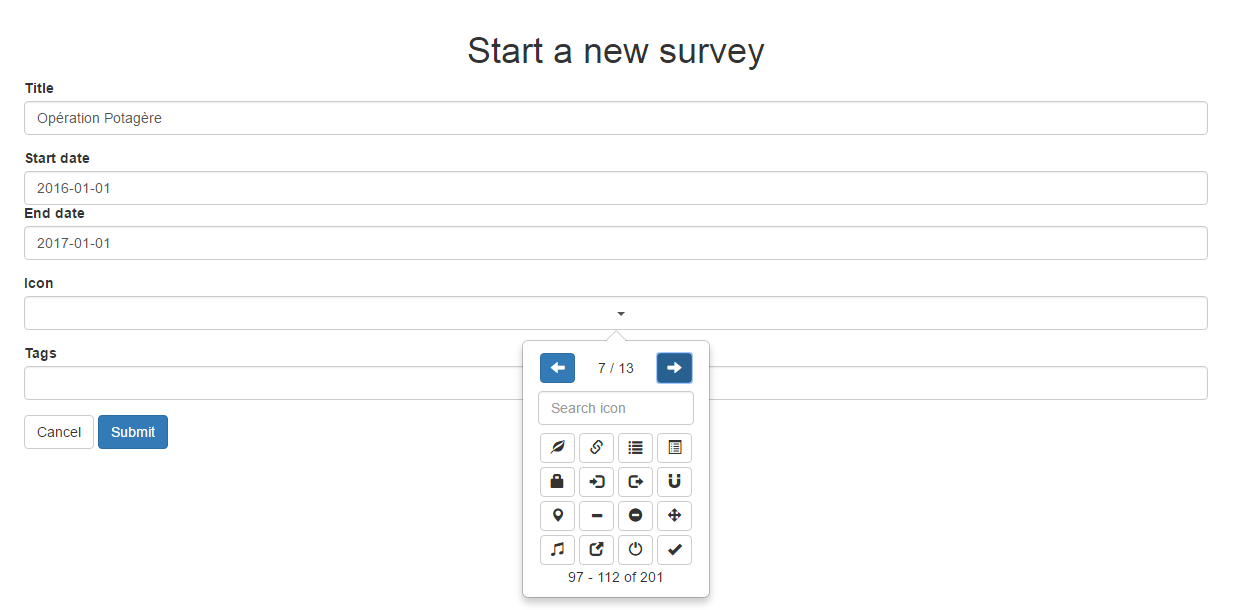 Start a new survey
Title
Opération Potagère
Start date
2016-01-01
End date
2017-01-01
Icon
Tags
7 / 13
Search icon
Cancel Submit
97 - 112 of 201